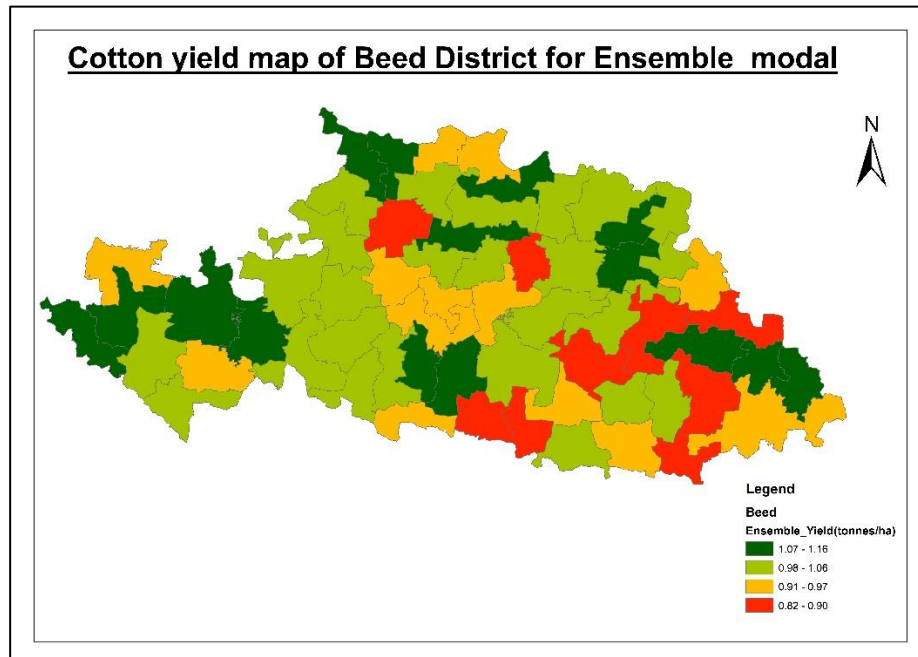 Cotton yield map of Beed District for Ensemble modal
N
Legend
Beed
Ensemble_Yield(tonnes/ha)
1.07 - 1.16
0.98 - 1.06
0.91 - 0.97
0.82 - 0.90